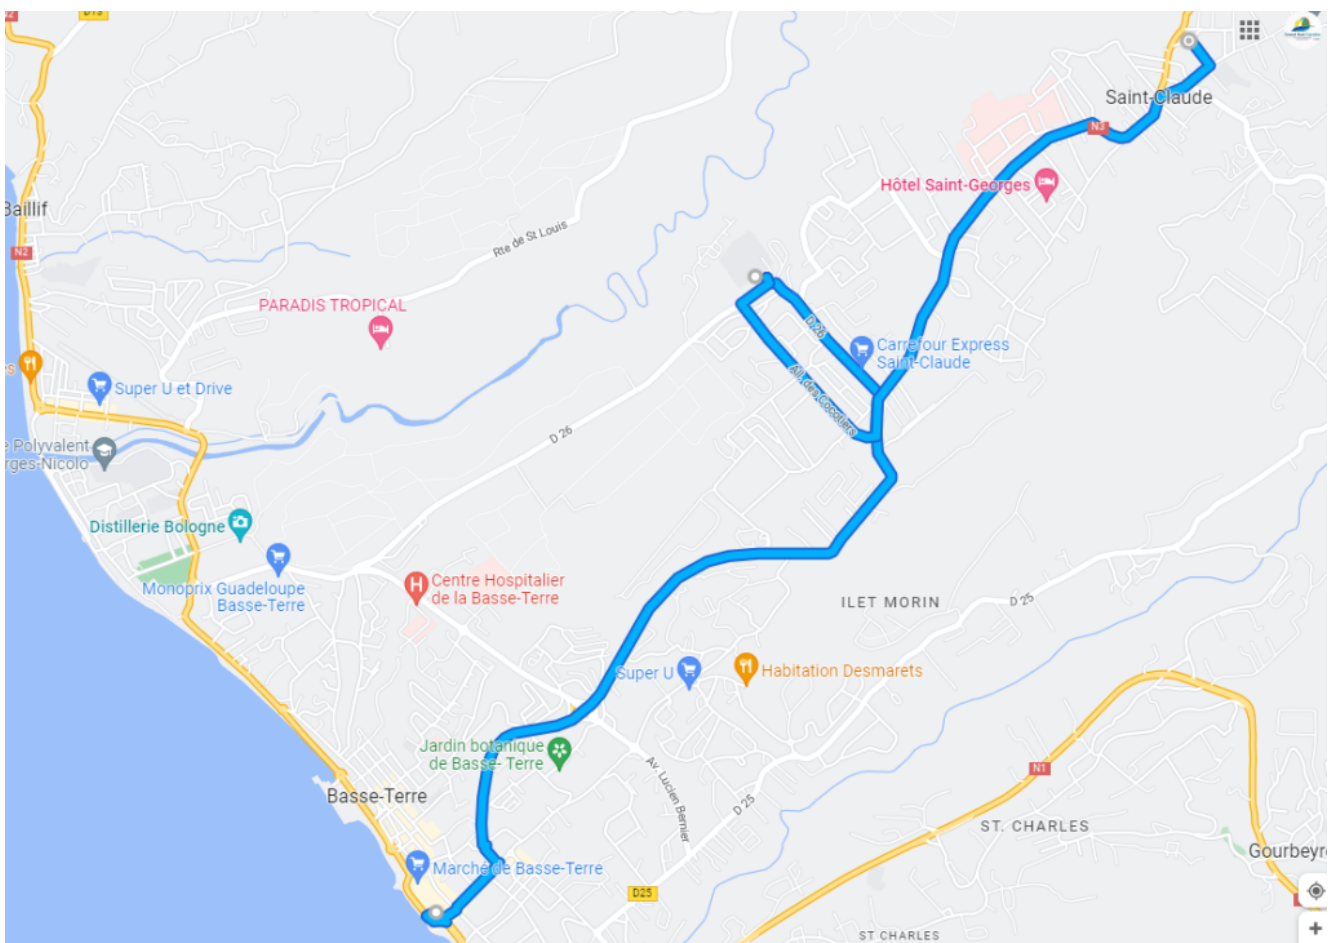 D13
Saint-Claude
N3
Hôtel Saint-Georges
Baillif
N2
Rte de St Louis
PARADIS TROPICAL
D 26
Carrefour Express
Saint-Claude
All. des Cocotiers
Super U et Drive
D 26
Polyvalent
rges-Nicolo
Distillerie Bologne
Monoprix Guadeloupe
Basse-Terre
Centre Hospitalier
de la Basse-Terre
ILET MORIN
D 25
Super U
Habitation Desmarets
Jardin botanique
de Basse- Terre
Av. Lucien Bernier
N1
Basse-Terre
D 25
ST. CHARLES
Gourbeyr
Marché de Basse-Terre
D25
ST CHARLES